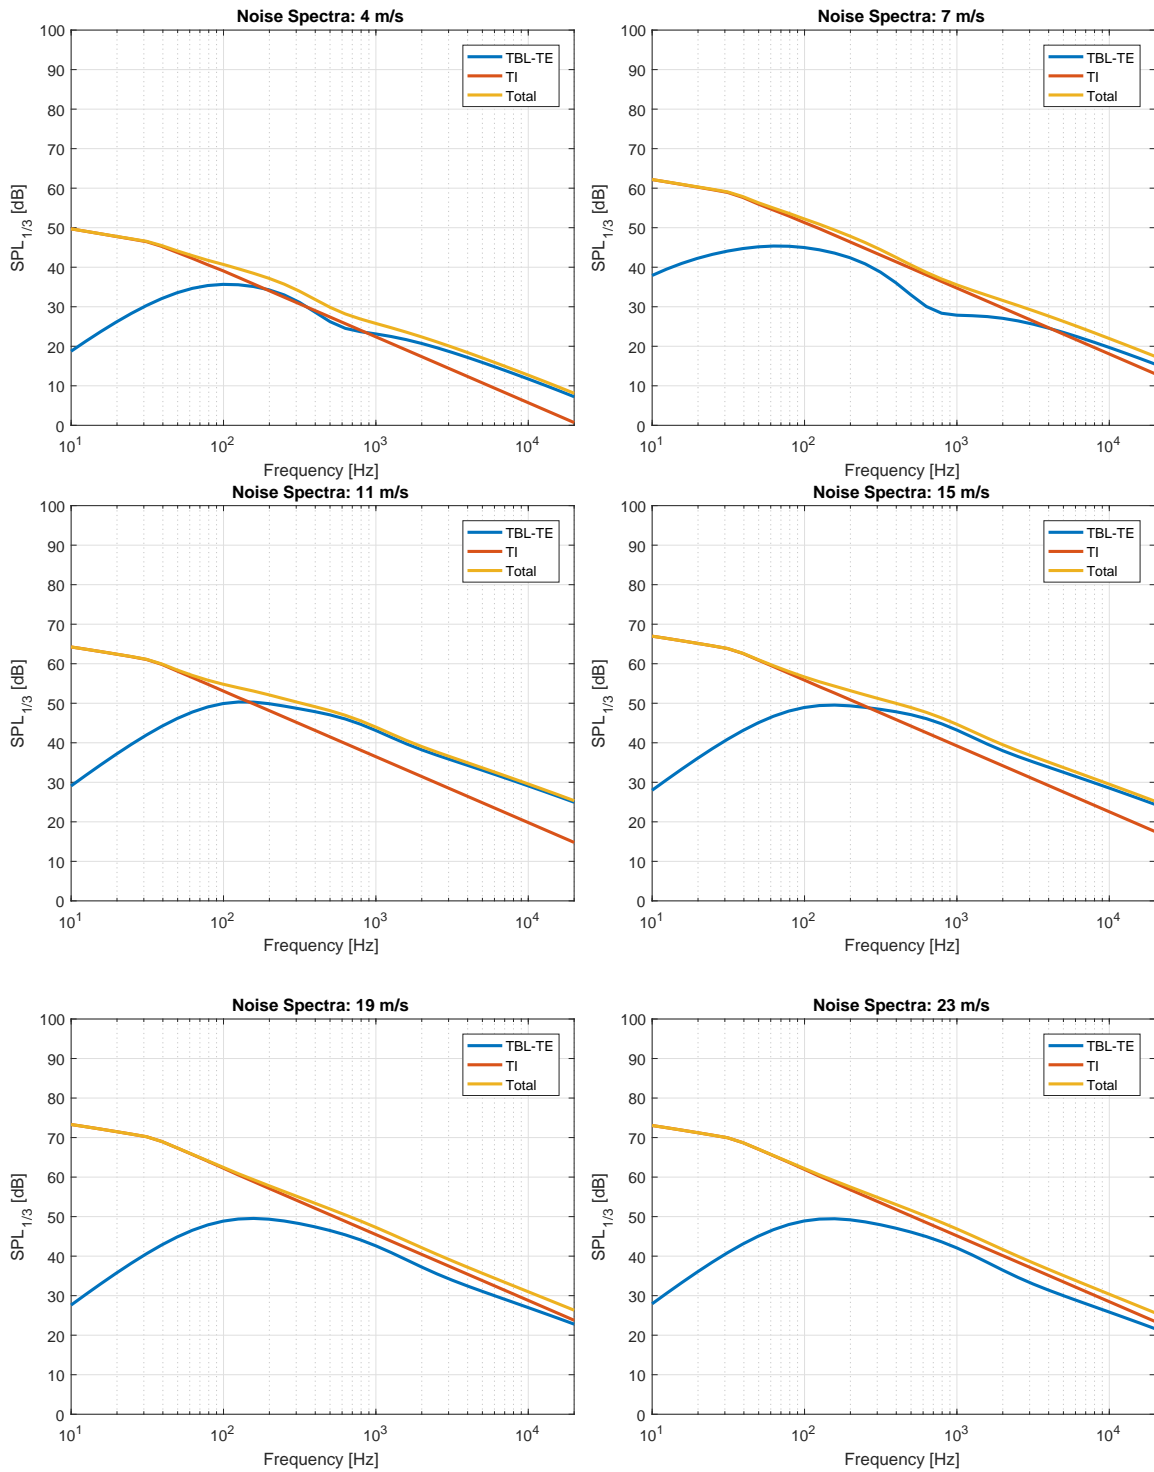 Noise Spectra: 4 m/s
100
90
80
70
60
50
40
30
20
10
0
SPL1/3 [dB]
TBL-TE
TI
Total
10^1
10^2
10^3
10^4
Frequency [Hz]
Noise Spectra: 7 m/s
100
90
80
70
60
50
40
30
20
10
0
SPL1/3 [dB]
TBL-TE
TI
Total
10^1
10^2
10^3
10^4
Frequency [Hz]
Noise Spectra: 11 m/s
100
90
80
70
60
50
40
30
20
10
0
SPL1/3 [dB]
TBL-TE
TI
Total
10^1
10^2
10^3
10^4
Frequency [Hz]
Noise Spectra: 15 m/s
100
90
80
70
60
50
40
30
20
10
0
SPL1/3 [dB]
TBL-TE
TI
Total
10^1
10^2
10^3
10^4
Frequency [Hz]
Noise Spectra: 19 m/s
100
90
80
70
60
50
40
30
20
10
0
SPL1/3 [dB]
TBL-TE
TI
Total
10^1
10^2
10^3
10^4
Frequency [Hz]
Noise Spectra: 23 m/s
100
90
80
70
60
50
40
30
20
10
0
SPL1/3 [dB]
TBL-TE
TI
Total
10^1
10^2
10^3
10^4
Frequency [Hz]